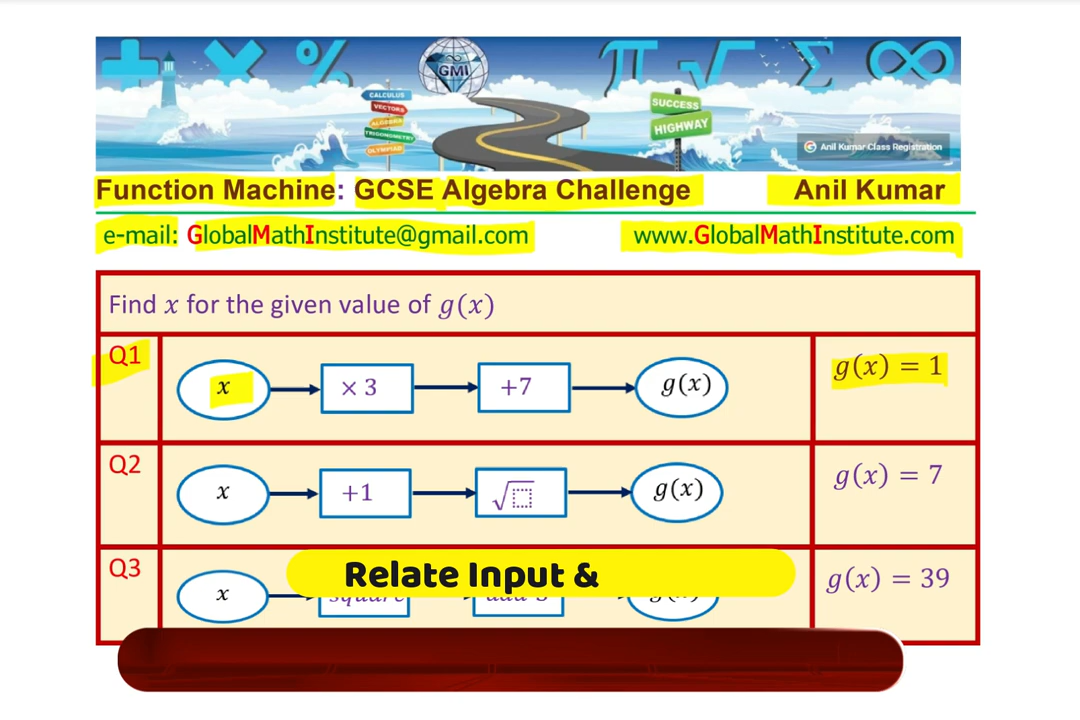 GMI
CALCULUS
VECTORS
ALGEBRA
TRIGONOMETRY
OLYMPIAD
SUCCESS
HIGHWAY
Anil Kumar Class Registration
Function Machine: GCSE Algebra Challenge Anil Kumar
e-mail: GlobalMathInstitute@gmail.com www.GlobalMathInstitute.com
Find x for the given value of g(x)
Q1 x × 3 +7 g(x) g(x) = 1
Q2 x +1 √ g(x) g(x) = 7
Q3 x g(x) = 39
Relate Input &